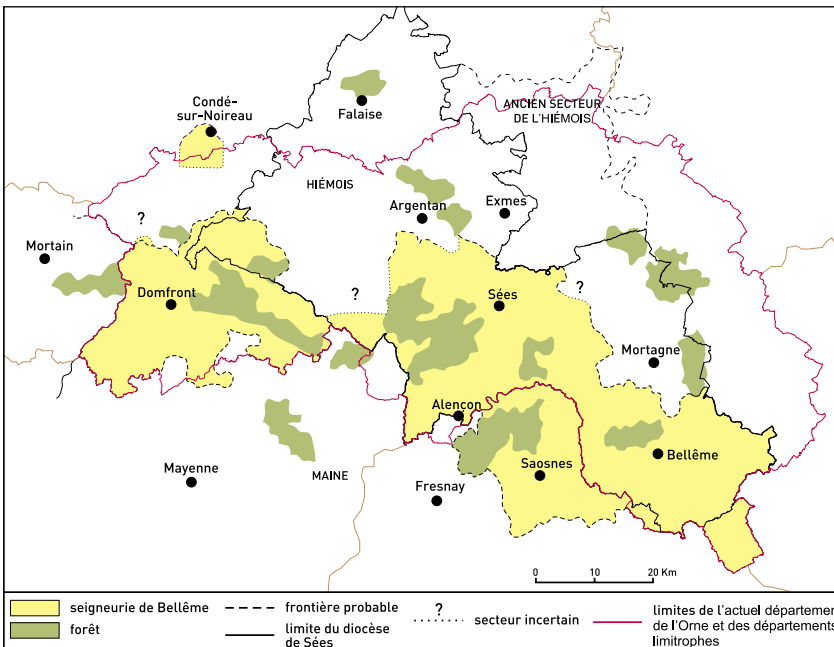 Condé-
sur-Noireau
Falaise
ANCIEN SECTEUR
DE L'HIÉMOIS
HIÉMOIS
Argentan
Exmes
?
Mortain
Domfront
?
Sées
?
Mortagne
Alençon
Bellême
Saosnes
Mayenne
MAINE
Fresnay
0 10 20 Km
seigneurie de Bellême
forêt
frontière probable
limite du diocèse
de Sées
?
secteur incertain
limites de l'actuel départemen
de l'Orne et des départements
limitrophes